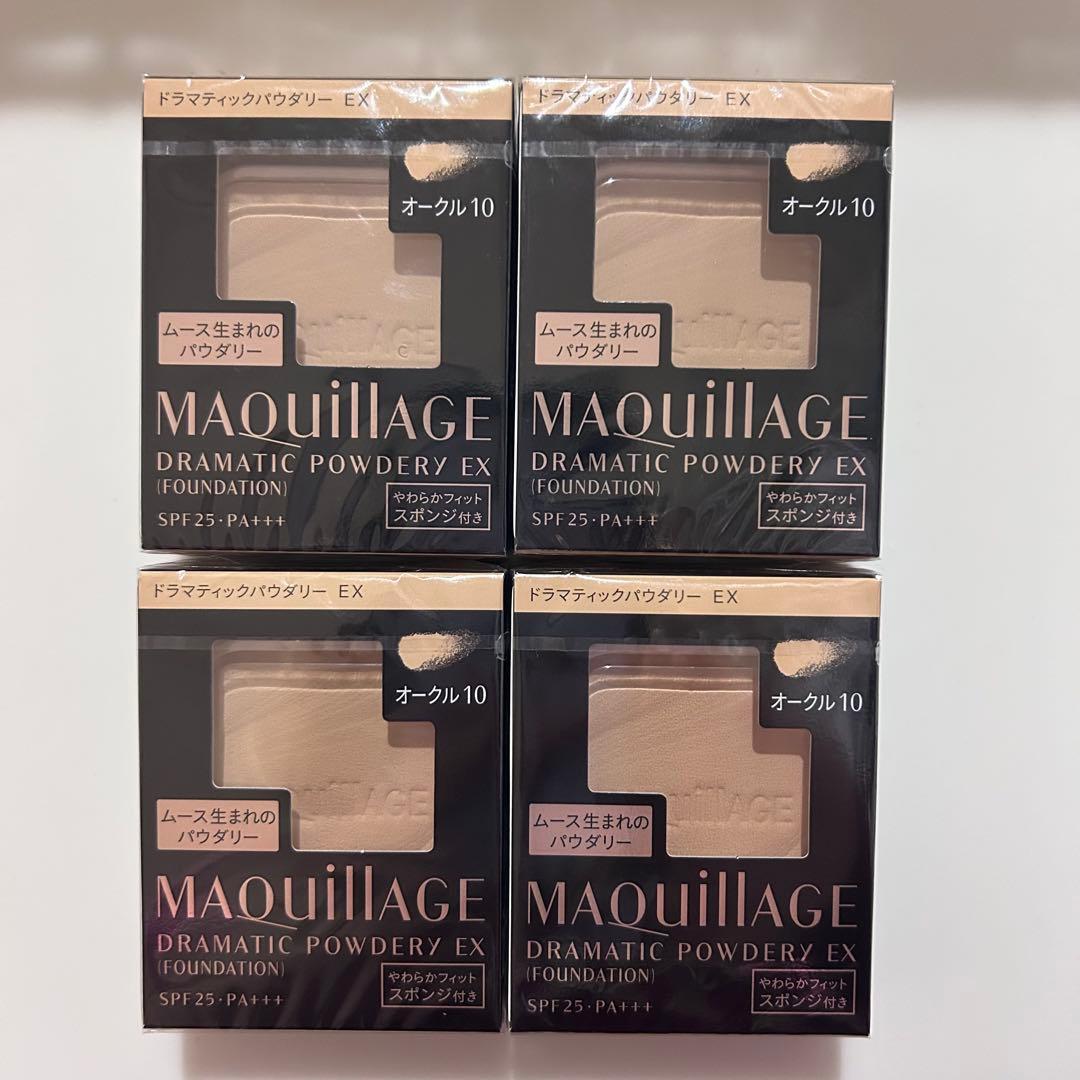 ドラマティックパウダリー EX
オークル10
ムース生まれの
パウダリー
MAQuillAGE
MAQuillAGE
DRAMATIC POWDERY EX
(FOUNDATION)
SPF25・PA+++
やわらかフィット
スポンジ付き
ドラマティックパウダリー EX
オークル10
ムース生まれの
パウダリー
MAQuillAGE
MAQuillAGE
DRAMATIC POWDERY EX
(FOUNDATION)
SPF25・PA+++
やわらかフィット
スポンジ付き
ドラマティックパウダリー EX
オークル10
ムース生まれの
パウダリー
MAQuillAGE
MAQuillAGE
DRAMATIC POWDERY EX
(FOUNDATION)
SPF25・PA+++
やわらかフィット
スポンジ付き
ドラマティックパウダリー EX
オークル10
ムース生まれの
パウダリー
MAQuillAGE
MAQuillAGE
DRAMATIC POWDERY EX
(FOUNDATION)
SPF25・PA+++
やわらかフィット
スポンジ付き